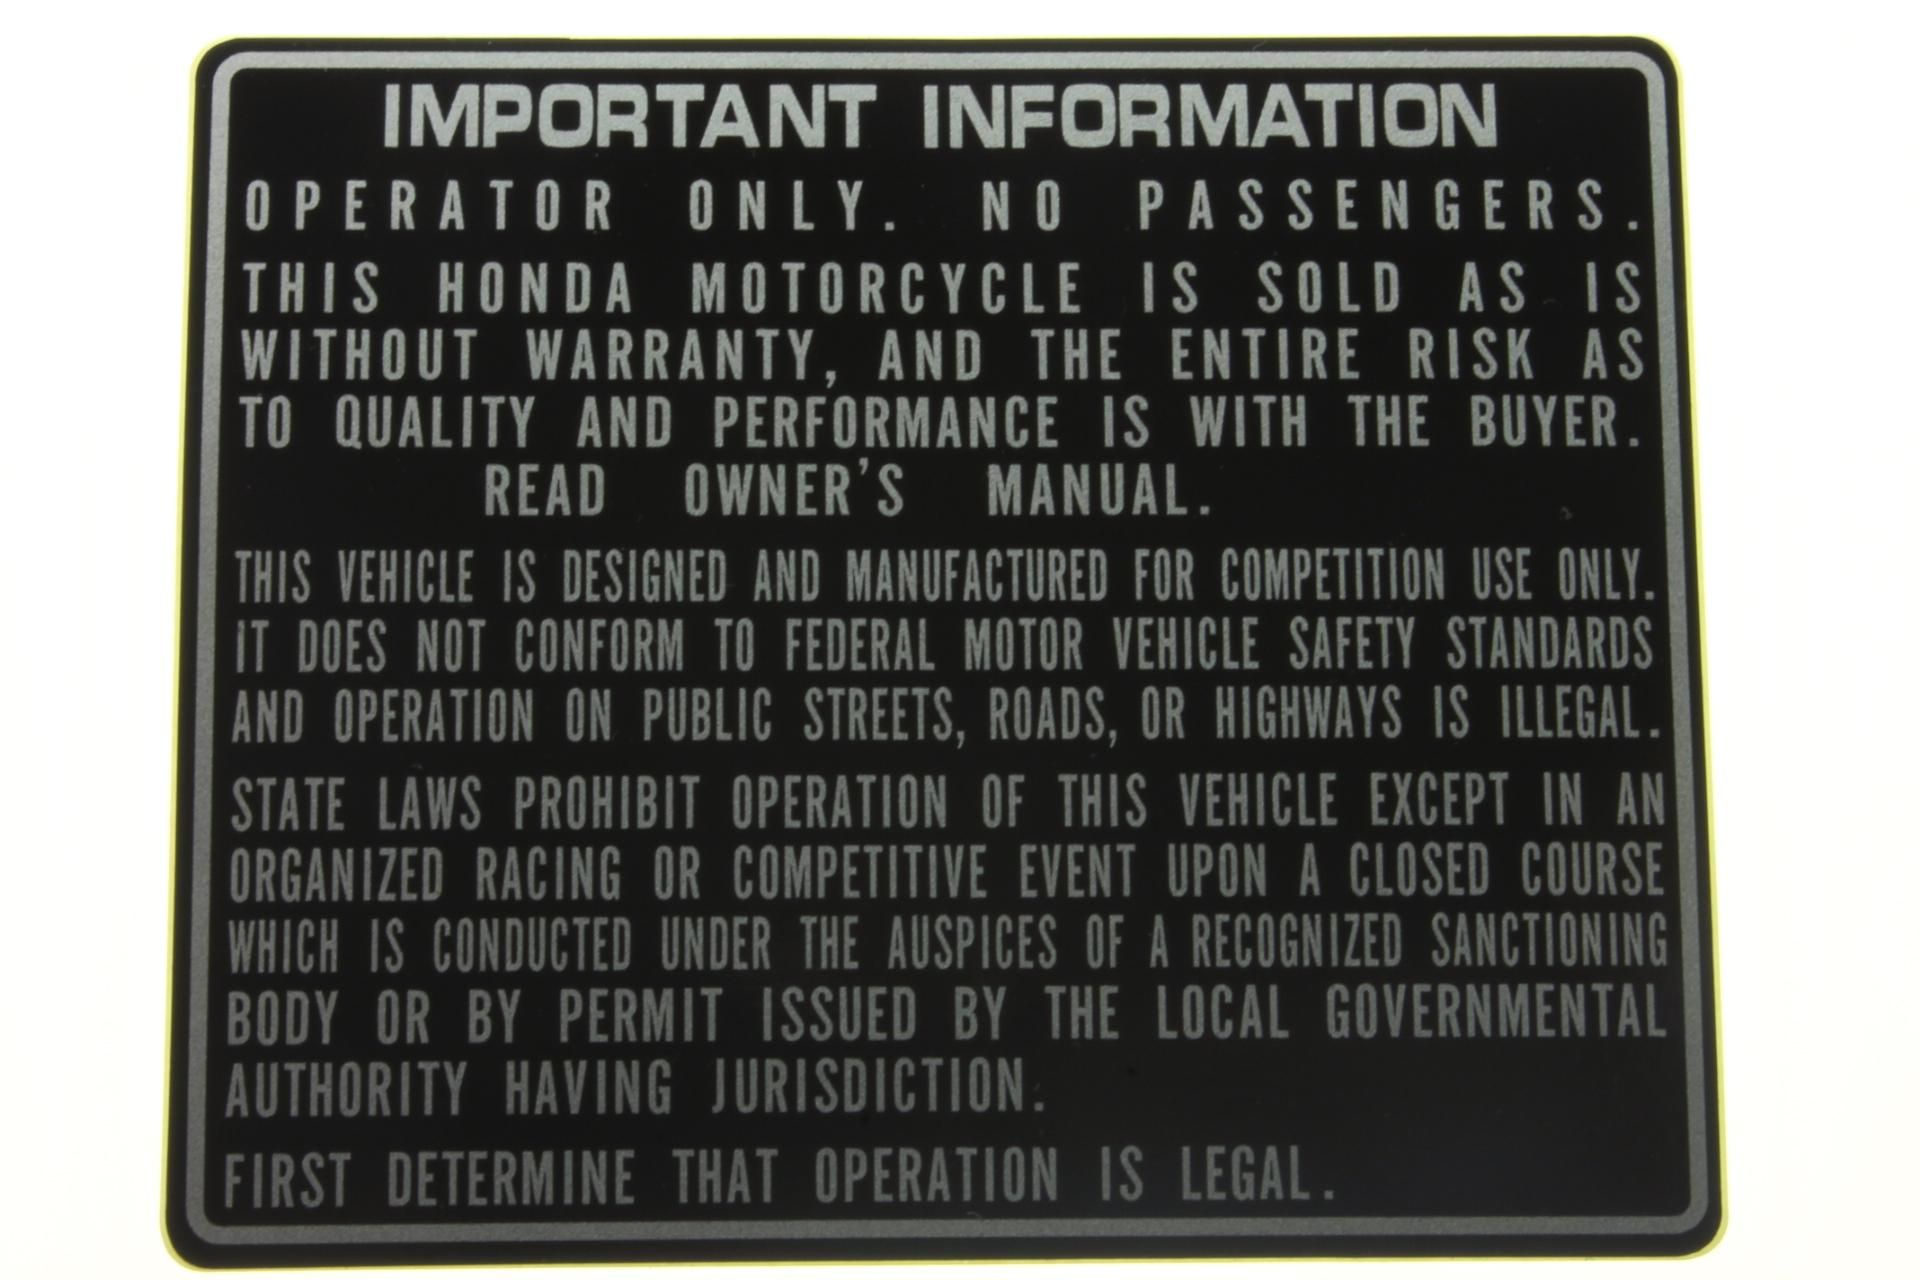 IMPORTANT INFORMATION
OPERATOR ONLY. NO PASSENGERS.
THIS HONDA MOTORCYCLE IS SOLD AS IS
WITHOUT WARRANTY, AND THE ENTIRE RISK AS
TO QUALITY AND PERFORMANCE IS WITH THE BUYER.
READ OWNER'S MANUAL.
THIS VEHICLE IS DESIGNED AND MANUFACTURED FOR COMPETITION USE ONLY.
IT DOES NOT CONFORM TO FEDERAL MOTOR VEHICLE SAFETY STANDARDS
AND OPERATION ON PUBLIC STREETS, ROADS, OR HIGHWAYS IS ILLEGAL.
STATE LAWS PROHIBIT OPERATION OF THIS VEHICLE EXCEPT IN AN
ORGANIZED RACING OR COMPETITIVE EVENT UPON A CLOSED COURSE
WHICH IS CONDUCTED UNDER THE AUSPICES OF A RECOGNIZED SANCTIONING
BODY OR BY PERMIT ISSUED BY THE LOCAL GOVERNMENTAL
AUTHORITY HAVING JURISDICTION.
FIRST DETERMINE THAT OPERATION IS LEGAL.